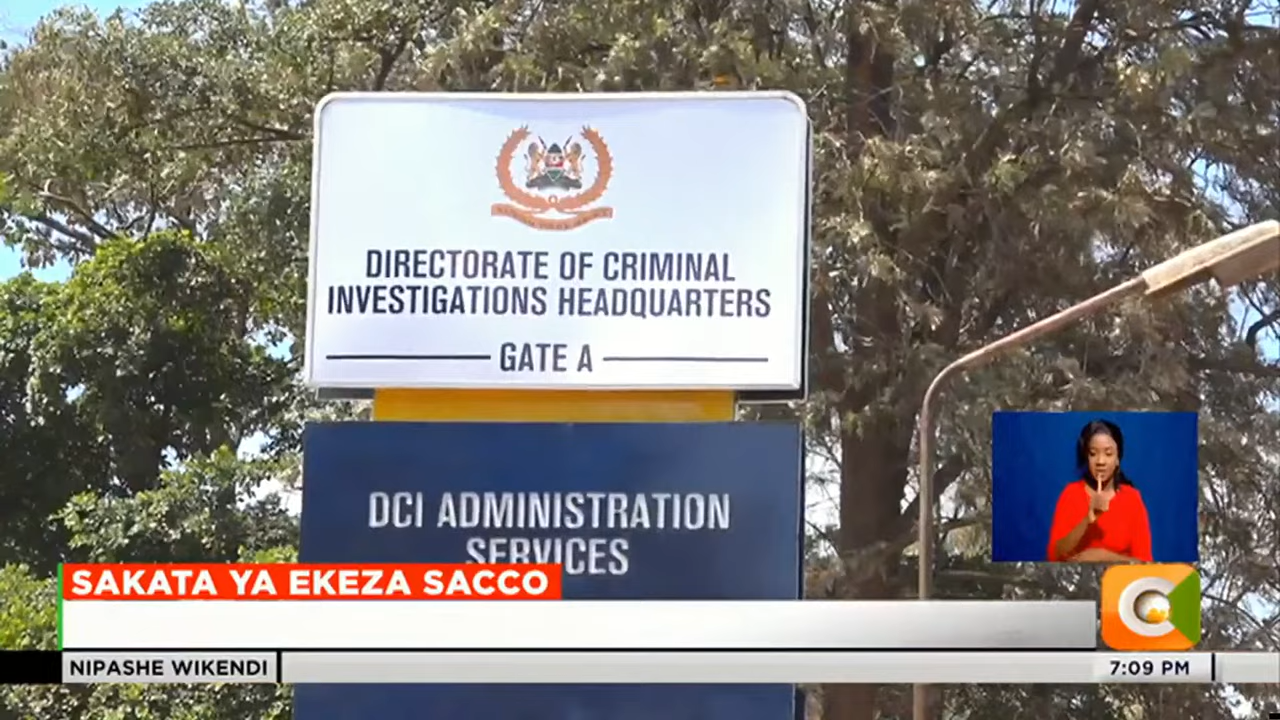 DIRECTORATE OF CRIMINAL
INVESTIGATIONS HEADQUARTERS
GATE A
DCI ADMINISTRATION
SERVICES
SAKATA YA EKEZA SACCO
NIPASHE WIKENDI
7:09 PM